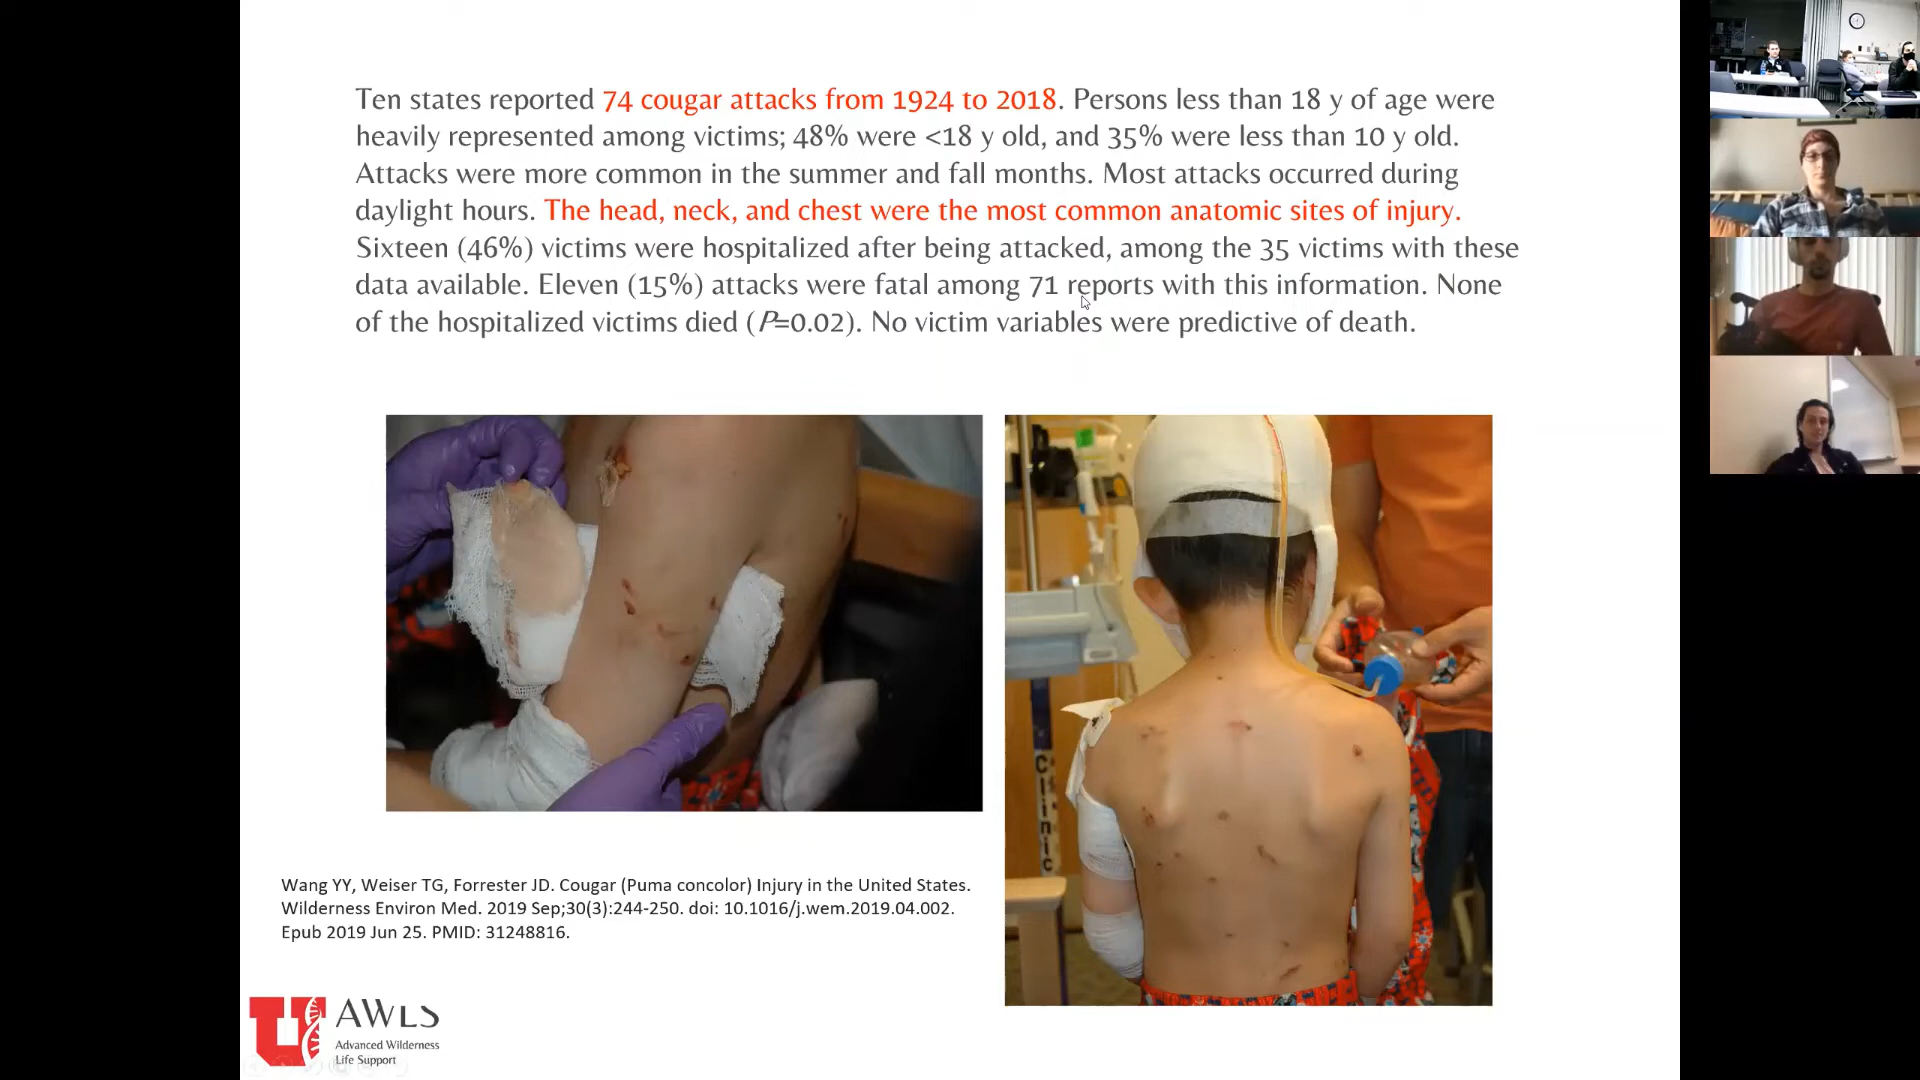 Ten states reported 74 cougar attacks from 1924 to 2018. Persons less than 18 y of age were
heavily represented among victims; 48% were <18 y old, and 35% were less than 10 y old.
Attacks were more common in the summer and fall months. Most attacks occurred during
daylight hours. The head, neck, and chest were the most common anatomic sites of injury.
Sixteen (46%) victims were hospitalized after being attacked, among the 35 victims with these
data available. Eleven (15%) attacks were fatal among 71 reports with this information. None
of the hospitalized victims died (P=0.02). No victim variables were predictive of death.
Clinic
Wang YY, Weiser TG, Forrester JD. Cougar (Puma concolor) Injury in the United States.
Wilderness Environ Med. 2019 Sep;30(3):244-250. doi: 10.1016/j.wem.2019.04.002.
Epub 2019 Jun 25. PMID: 31248816.
U
AWLS
Advanced Wilderness
Life Support